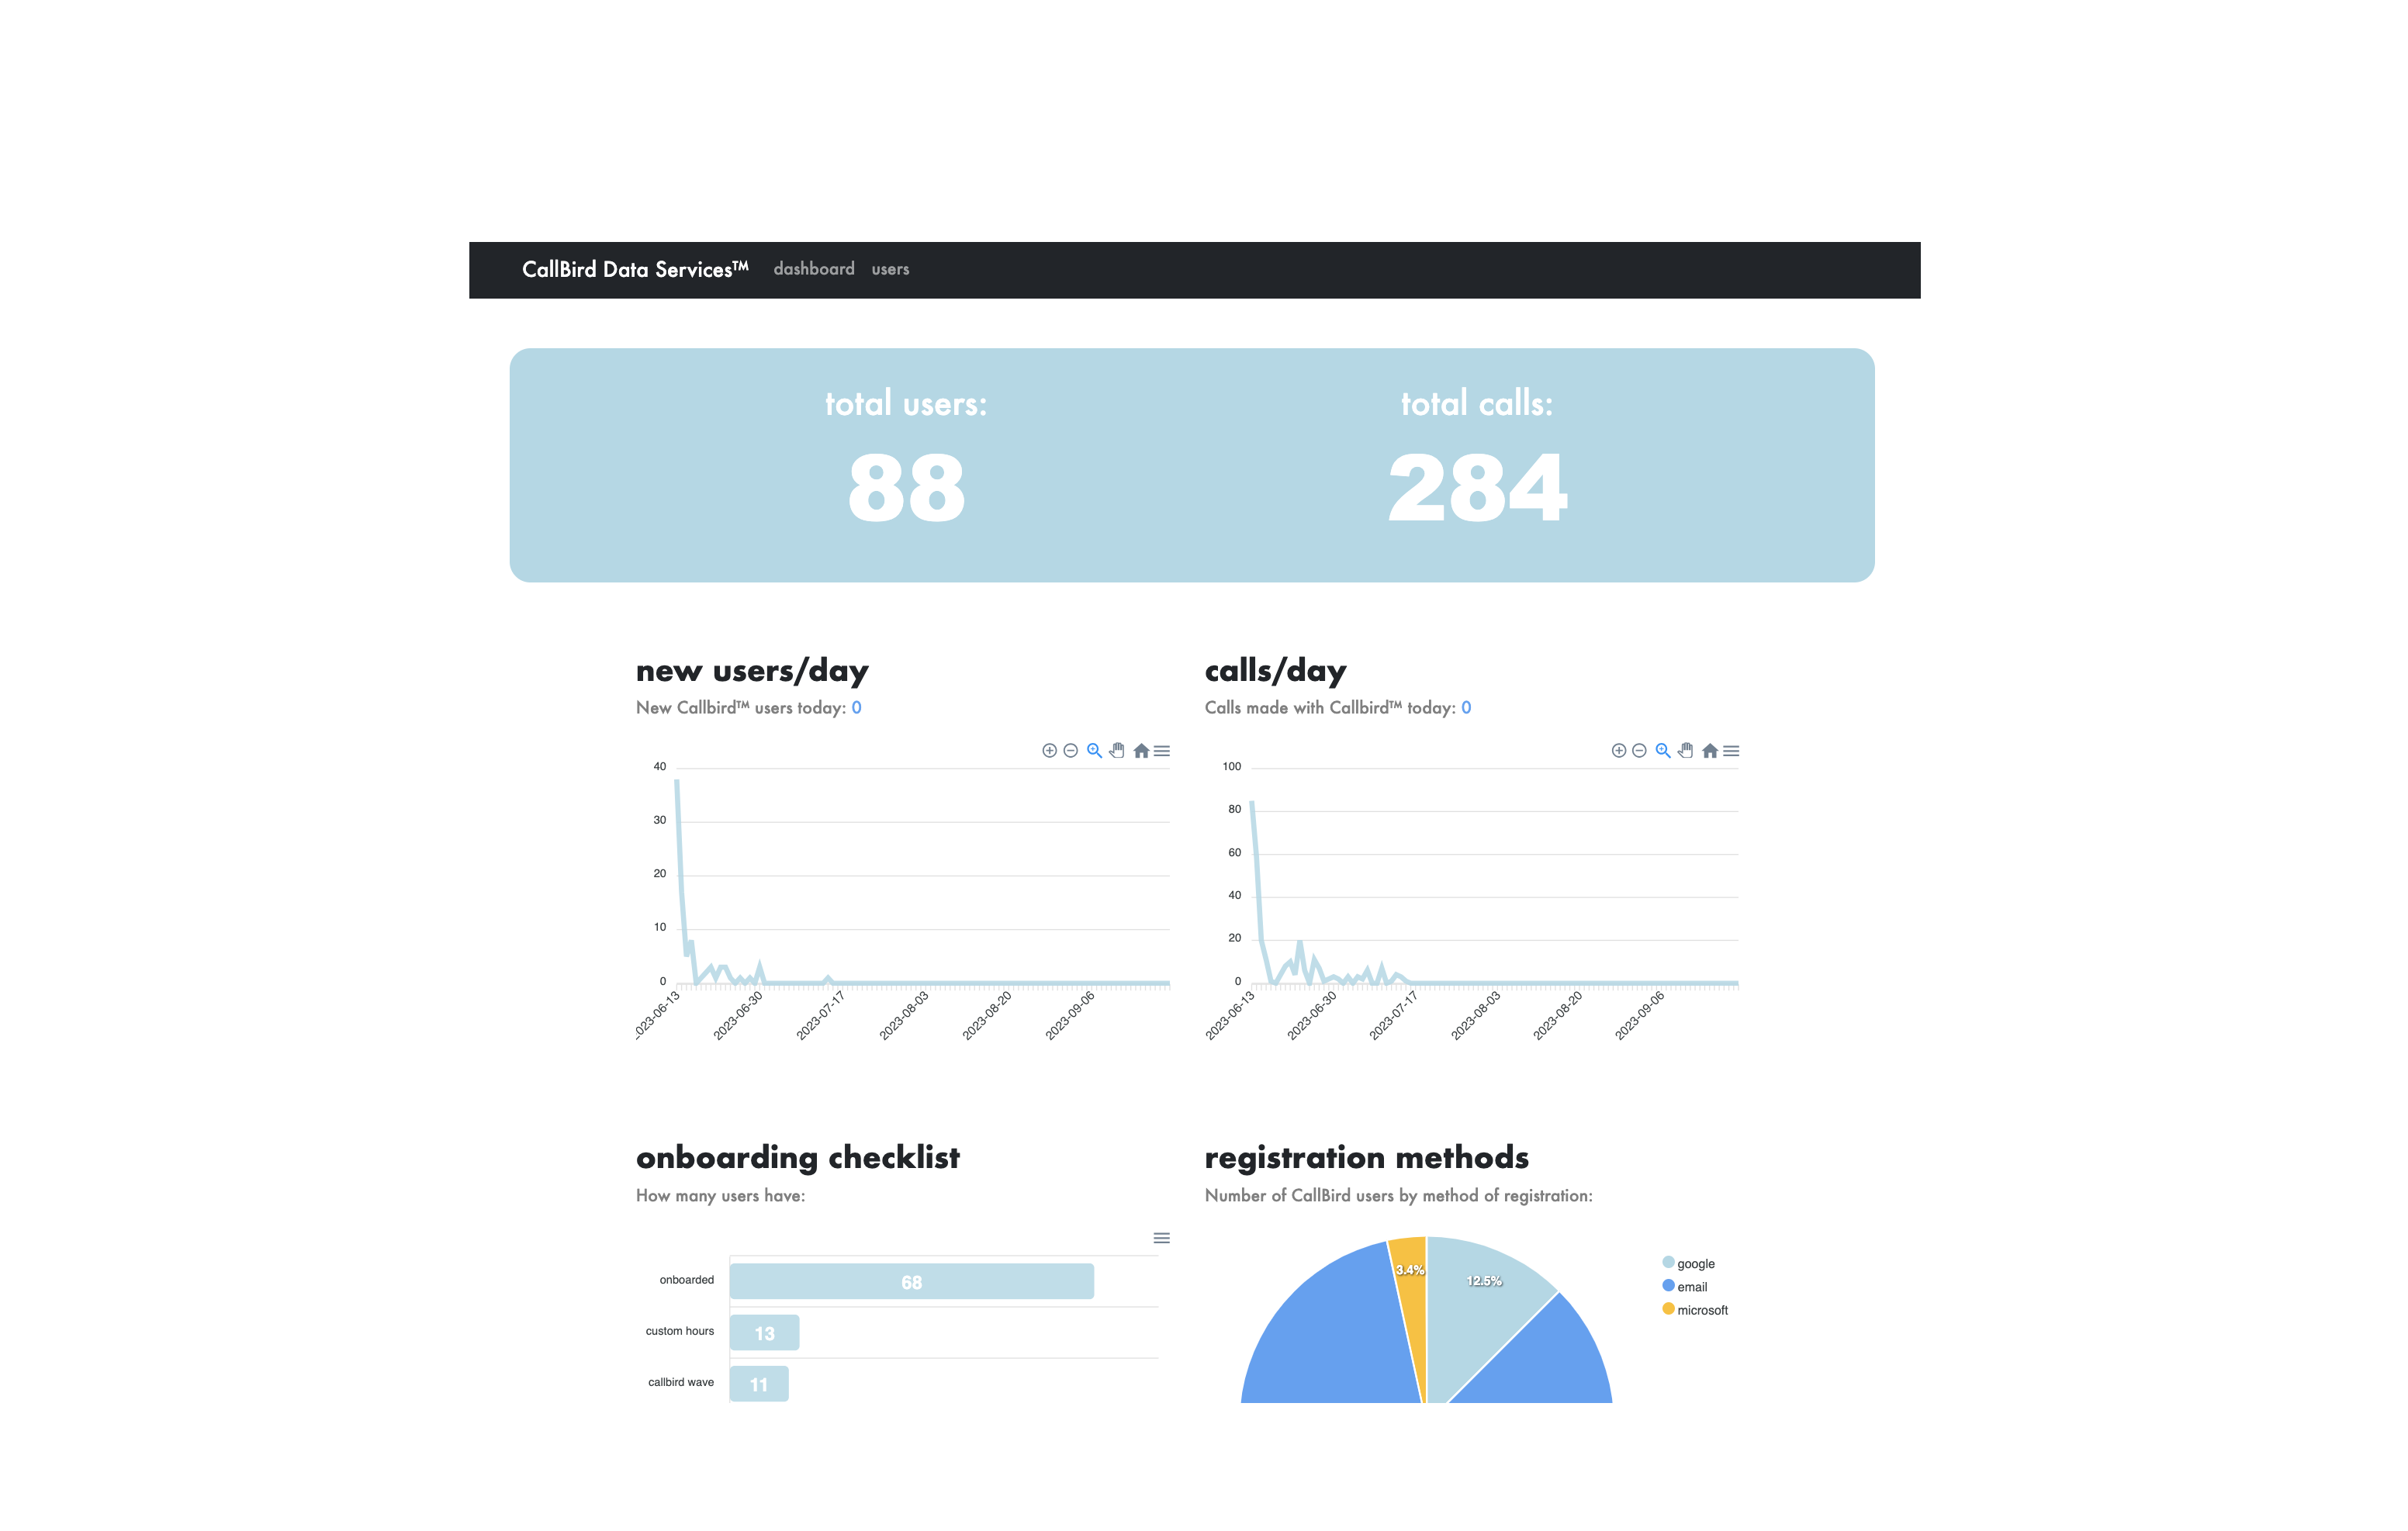 CallBird Data Services™ dashboard users
total users:
88
total calls:
284
new users/day
New Callbird™ users today: 0
40
30
20
10
0
2023-06-13
2023-06-30
2023-07-17
2023-08-03
2023-08-20
2023-09-06
calls/day
Calls made with Callbird™ today: 0
100
80
60
40
20
0
2023-06-13
2023-06-30
2023-07-17
2023-08-03
2023-08-20
2023-09-06
onboarding checklist
How many users have:
onboarded 68
custom hours 13
callbird wave 11
registration methods
Number of CallBird users by method of registration:
3.4%
12.5%
google
email
microsoft